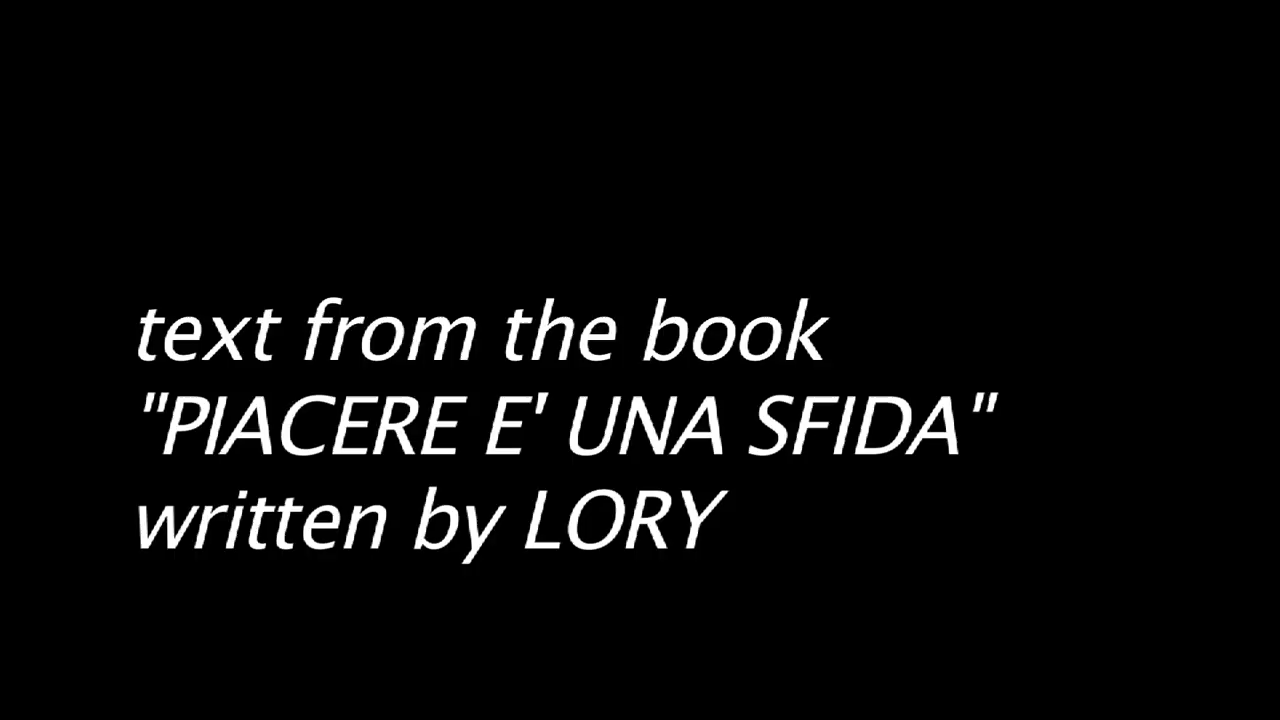 text from the book
"PIACERE E' UNA SFIDA"
written by LORY